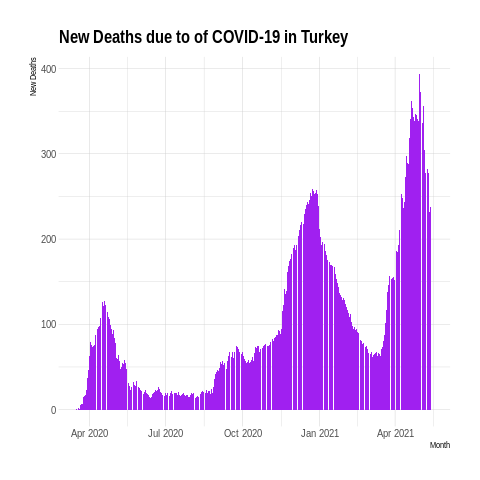 New Deaths due to of COVID-19 in Turkey
New Deaths
400
300
200
100
0
Apr 2020 Jul 2020 Oct 2020 Jan 2021 Apr 2021
Month